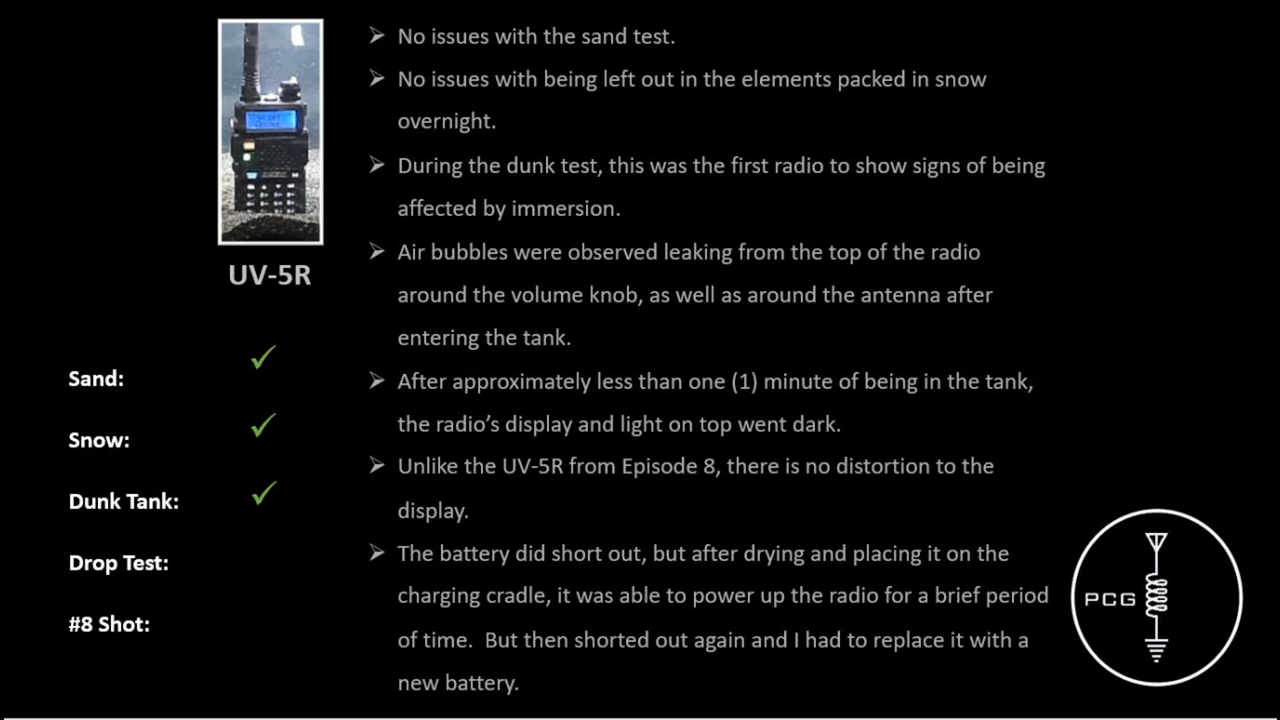 No issues with the sand test.
No issues with being left out in the elements packed in snow
overnight.
During the dunk test, this was the first radio to show signs of being
affected by immersion.
Air bubbles were observed leaking from the top of the radio
around the volume knob, as well as around the antenna after
entering the tank.
After approximately less than one (1) minute of being in the tank,
the radio’s display and light on top went dark.
Unlike the UV-5R from Episode 8, there is no distortion to the
display.
The battery did short out, but after drying and placing it on the
charging cradle, it was able to power up the radio for a brief period
of time.  But then shorted out again and I had to replace it with a
new battery.
UV-5R
Sand:
Snow:
Dunk Tank:
Drop Test:
#8 Shot:
PCG